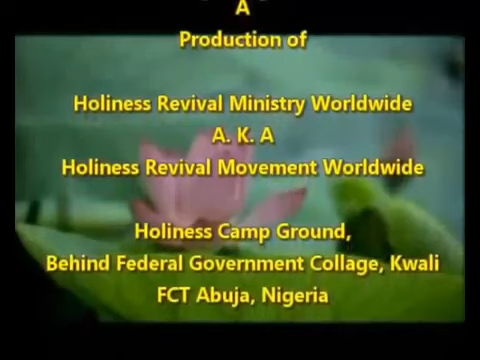 A
Production of
Holiness Revival Ministry Worldwide
A. K. A
Holiness Revival Movement Worldwide
Holiness Camp Ground,
Behind Federal Government Collage, Kwali
FCT Abuja, Nigeria